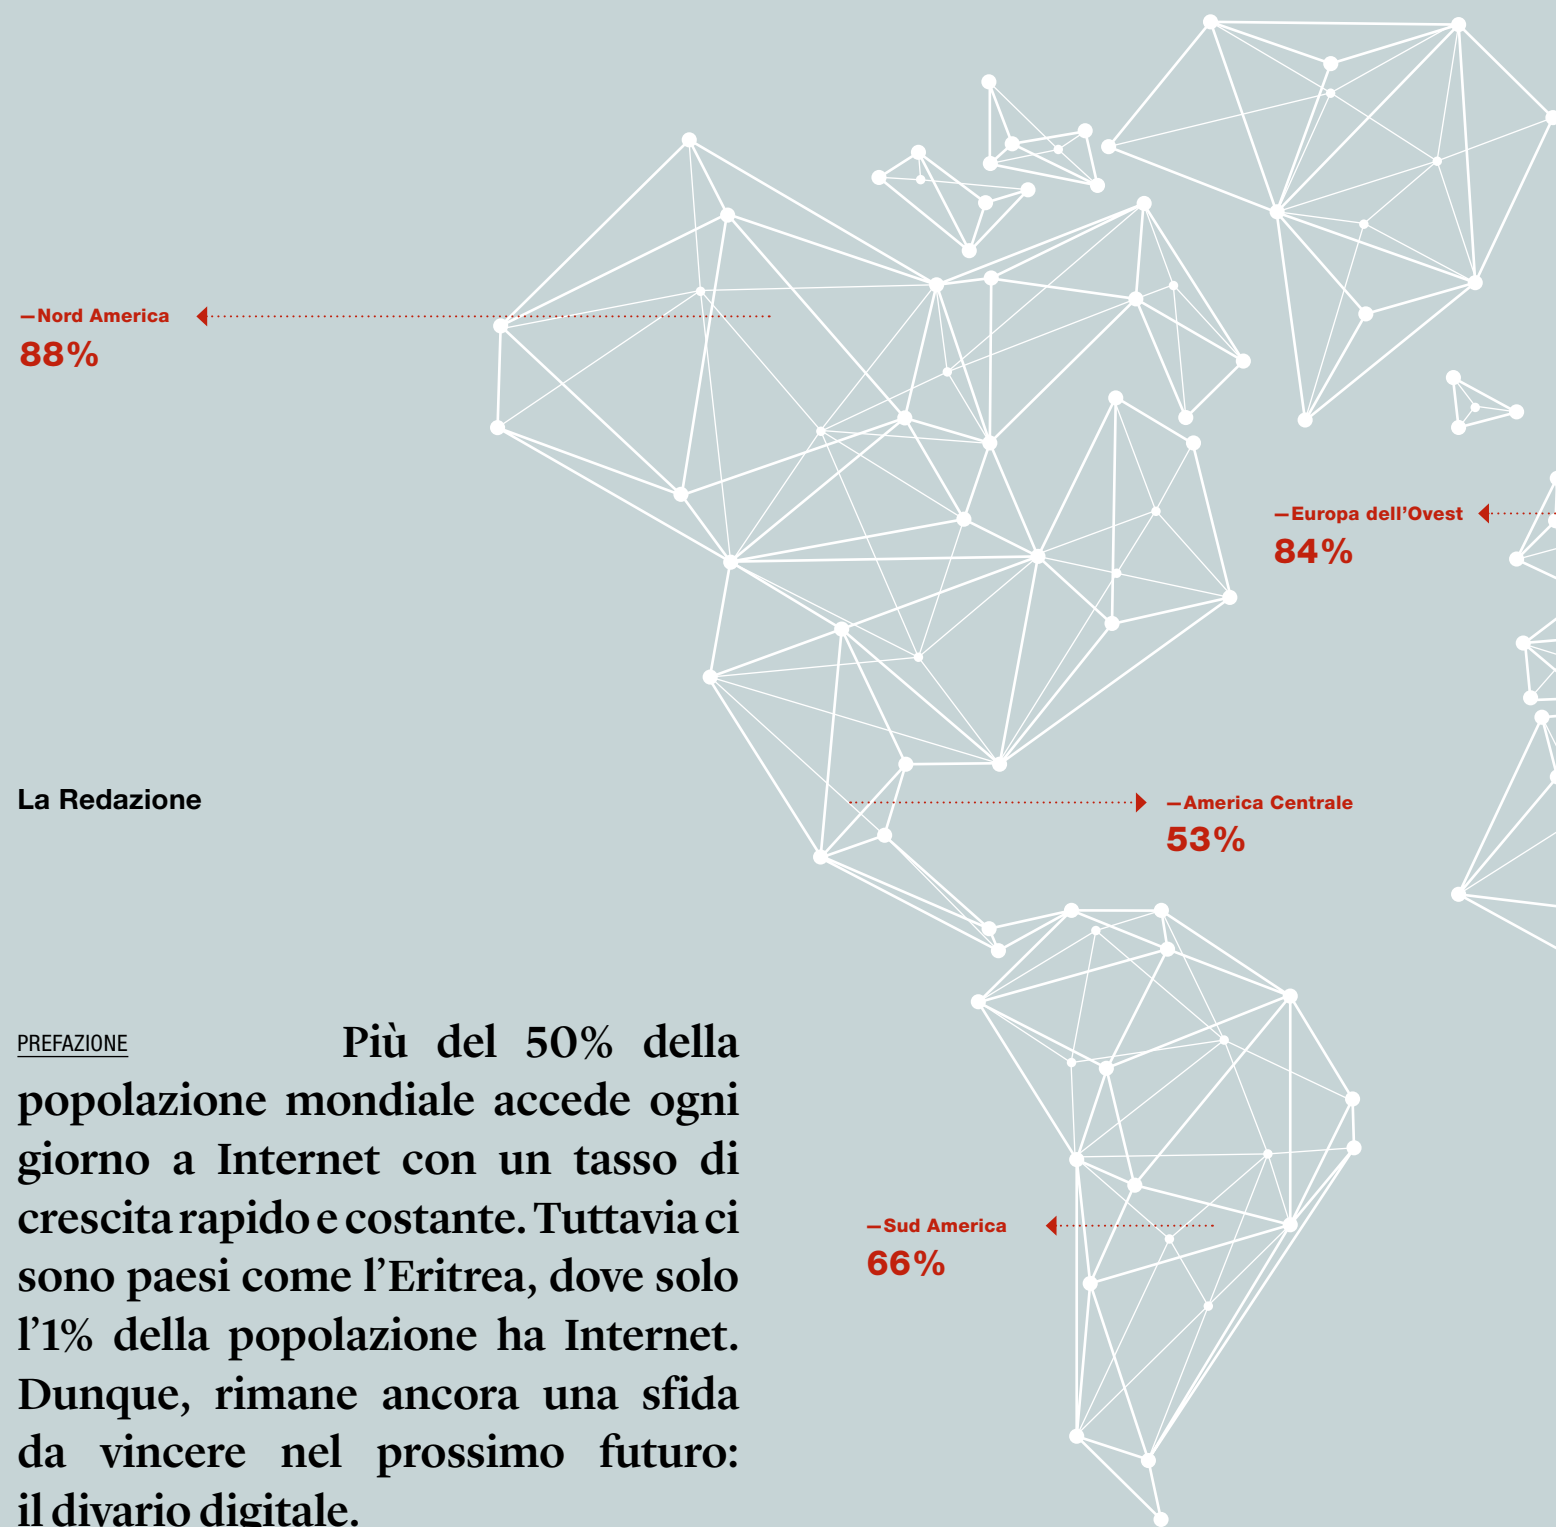 —Nord America
88%
—Europa dell’Ovest
84%
La Redazione
—America Centrale
53%
PREFAZIONE Più del 50% della
popolazione mondiale accede ogni
giorno a Internet con un tasso di
crescita rapido e costante. Tuttavia ci
sono paesi come l’Eritrea, dove solo
l’1% della popolazione ha Internet.
Dunque, rimane ancora una sfida
da vincere nel prossimo futuro:
il divario digitale.
—Sud America
66%